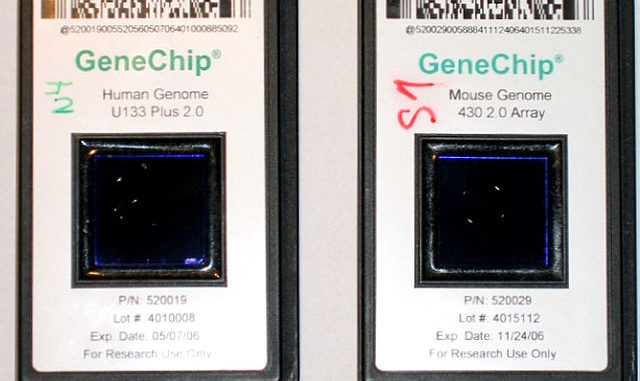 @52001900552056050706401000885092
GeneChip®
H2
Human Genome
U133 Plus 2.0
P/N: 520019
Lot #: 4010008
Exp. Date: 05/07/06
For Research Use Only
@52002900588841112406401511225338
GeneChip®
S1
Mouse Genome
430 2.0 Array
P/N: 520029
Lot #: 4015112
Exp. Date: 11/24/06
For Research Use Only